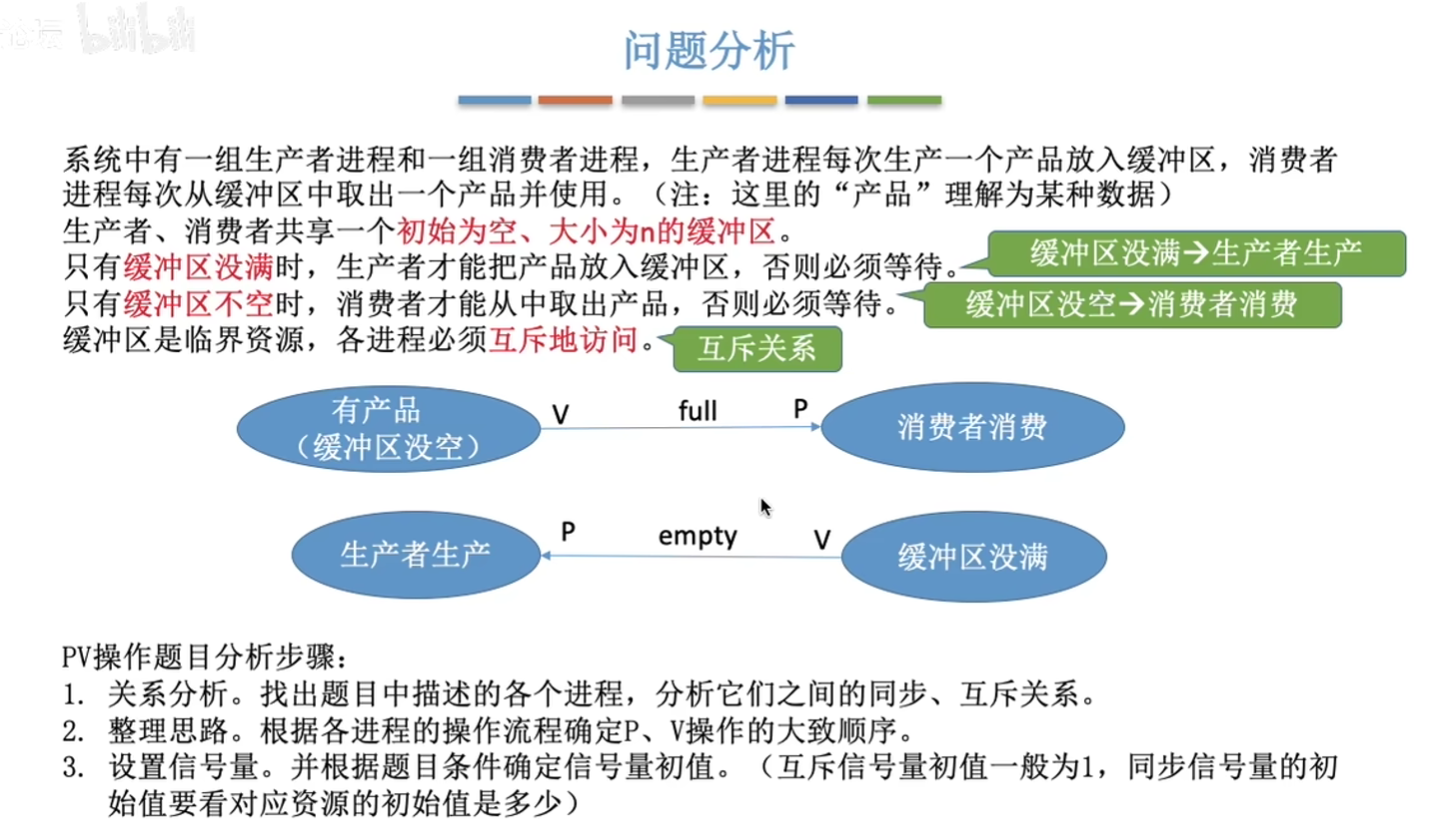 bilibili
问题分析
系统中有一组生产者进程和一组消费者进程，生产者进程每次生产一个产品放入缓冲区，消费者
进程每次从缓冲区中取出一个产品并使用。（注：这里的“产品”理解为某种数据）
生产者、消费者共享一个初始为空、大小为n的缓冲区。
只有缓冲区没满时，生产者才能把产品放入缓冲区，否则必须等待。
缓冲区没满→生产者生产
只有缓冲区不空时，消费者才能从中取出产品，否则必须等待。
缓冲区没空→消费者消费
缓冲区是临界资源，各进程必须互斥地访问。
互斥关系
有产品
（缓冲区没空）
V
full
P
消费者消费
生产者生产
P
empty
V
缓冲区没满
PV操作题目分析步骤：
1. 关系分析。找出题目中描述的各个进程，分析它们之间的同步、互斥关系。
2. 整理思路。根据各进程的操作流程确定P、V操作的大致顺序。
3. 设置信号量。并根据题目条件确定信号量初值。（互斥信号量初值一般为1，同步信号量的初
始值要看对应资源的初始值是多少）